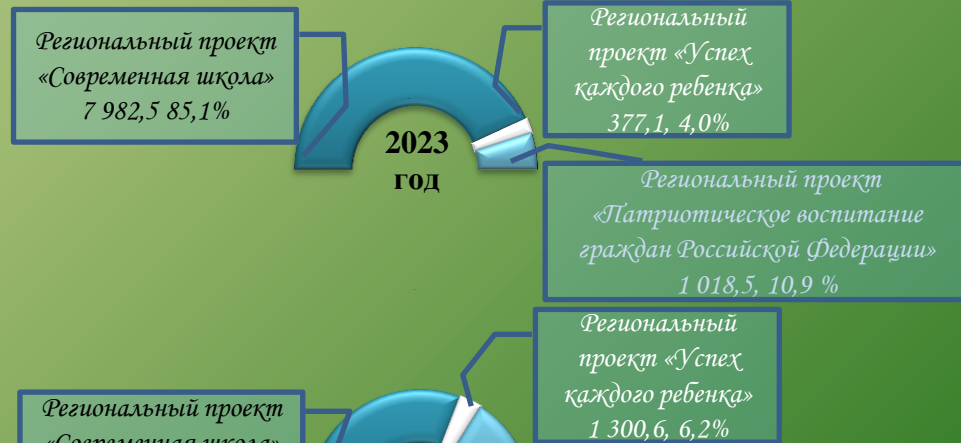 Региональный проект
«Современная школа»
7 982,5 85,1%
Региональный
проект «Успех
каждого ребенка»
377,1, 4,0%
2023
год
Региональный проект
«Патриотическое воспитание
граждан Российской Федерации»
1 018,5, 10,9 %
Региональный
проект «Успех
каждого ребенка»
1 300,6, 6,2%
Региональный проект
«Современная школа»